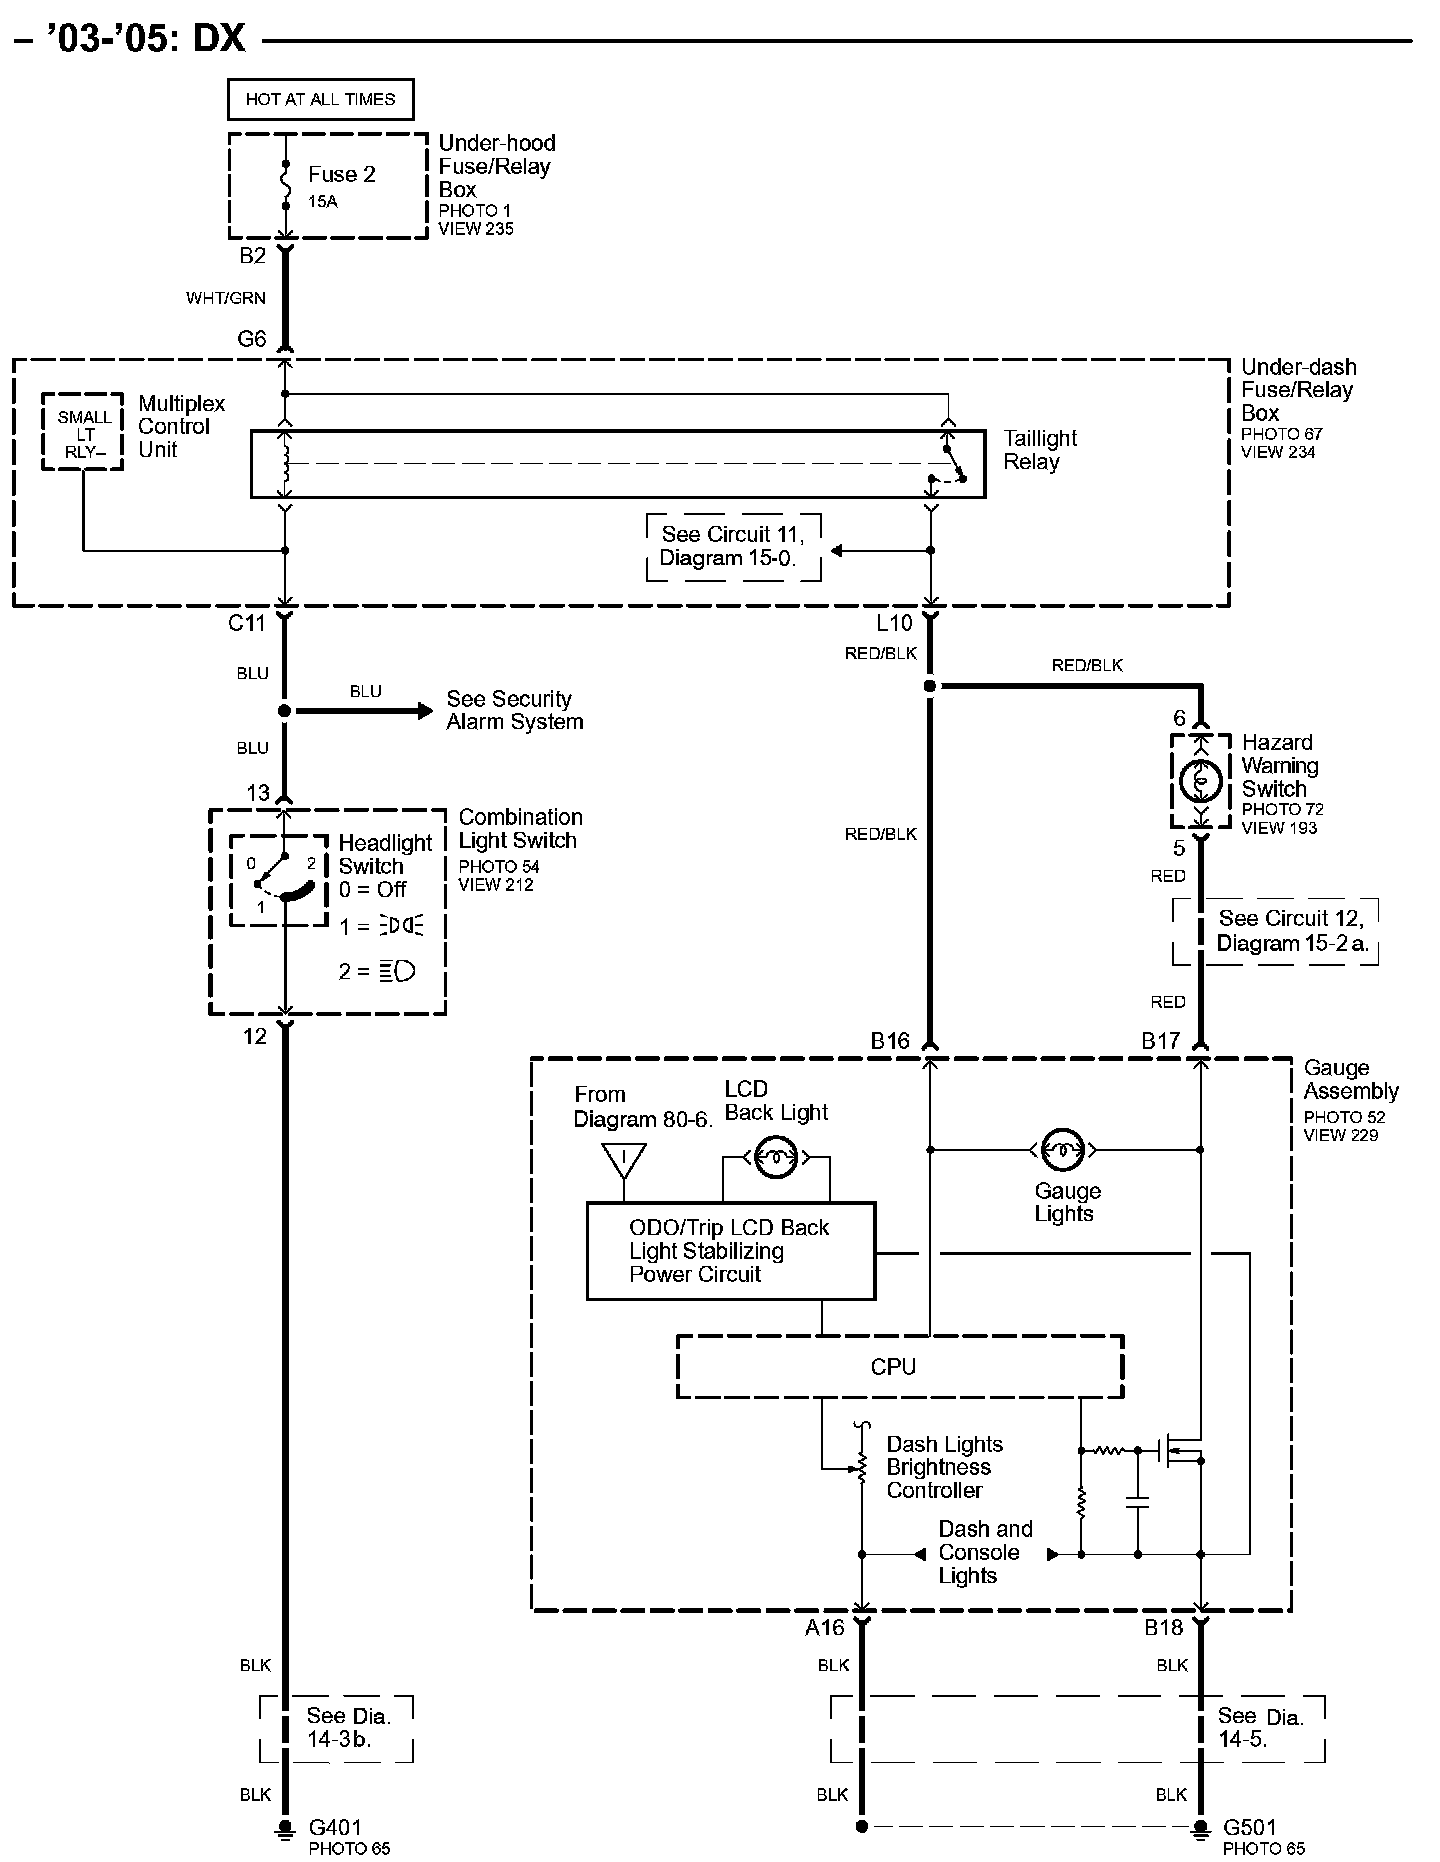 – ’03-’05: DX
HOT AT ALL TIMES
Fuse 2
15A
Under-hood
Fuse/Relay
Box
PHOTO 1
VIEW 235
B2
WHT/GRN
G6
SMALL
LT
RLY–
Multiplex
Control
Unit
Taillight
Relay
Under-dash
Fuse/Relay
Box
PHOTO 67
VIEW 234
See Circuit 11,
Diagram 15-0.
C11
L10
BLU
RED/BLK
RED/BLK
BLU
See Security
Alarm System
BLU
6
Hazard
Warning
Switch
PHOTO 72
VIEW 193
13
Combination
Light Switch
PHOTO 54
VIEW 212
Headlight
Switch
0 = Off
1 =
2 =
0
2
1
RED/BLK
5
RED
See Circuit 12,
Diagram 15-2a.
RED
12
B16
B17
Gauge
Assembly
PHOTO 52
VIEW 229
From
Diagram 80-6.
I
LCD
Back Light
Gauge
Lights
ODO/Trip LCD Back
Light Stabilizing
Power Circuit
CPU
Dash Lights
Brightness
Controller
Dash and
Console
Lights
A16
B18
BLK
BLK
BLK
See Dia.
14-3b.
See Dia.
14-5.
BLK
BLK
BLK
G401
PHOTO 65
G501
PHOTO 65